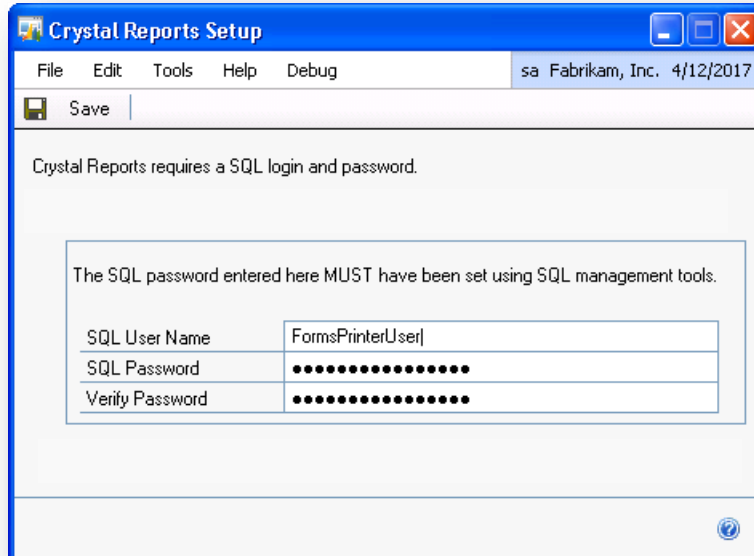 Crystal Reports Setup
File Edit Tools Help Debug sa Fabrikam, Inc. 4/12/2017
Save
Crystal Reports requires a SQL login and password.
The SQL password entered here MUST have been set using SQL management tools.
SQL User Name FormsPrinterUser
SQL Password ●●●●●●●●●●●●●●●●
Verify Password ●●●●●●●●●●●●●●●●